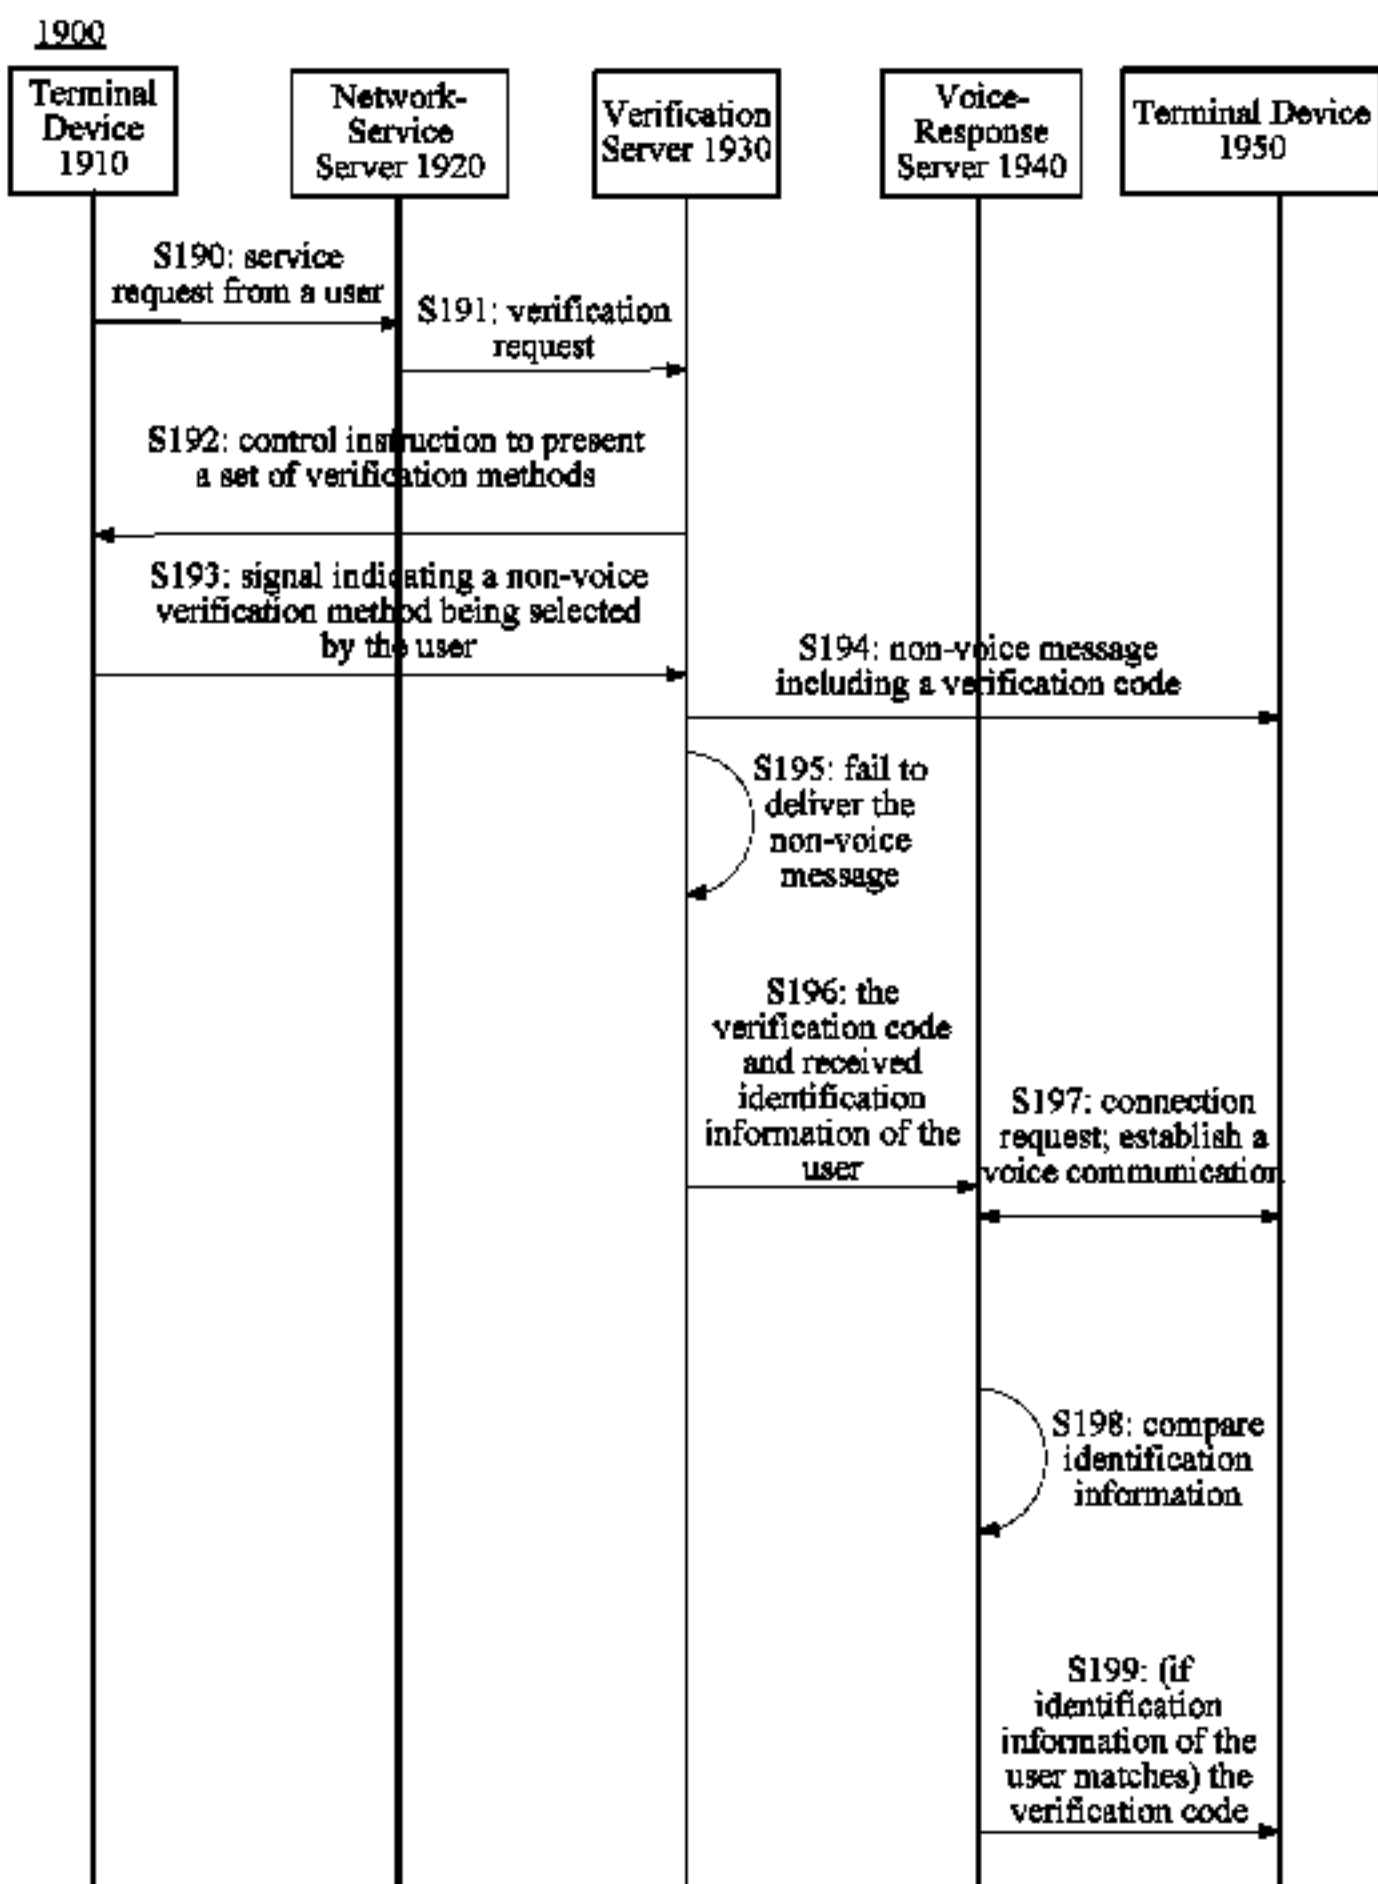 1900
Terminal
Device
1910
Network-
Service
Server 1920
Verification
Server 1930
Voice-
Response
Server 1940
Terminal Device
1950
S190: service
request from a user
S191: verification
request
S192: control instruction to present
a set of verification methods
S193: signal indicating a non-voice
verification method being selected
by the user
S194: non-voice message
including a verification code
S195: fail to
deliver the
non-voice
message
S196: the
verification code
and received
identification
information of the
user
S197: connection
request; establish a
voice communication
S198: compare
identification
information
S199: (if
identification
information of the
user matches) the
verification code